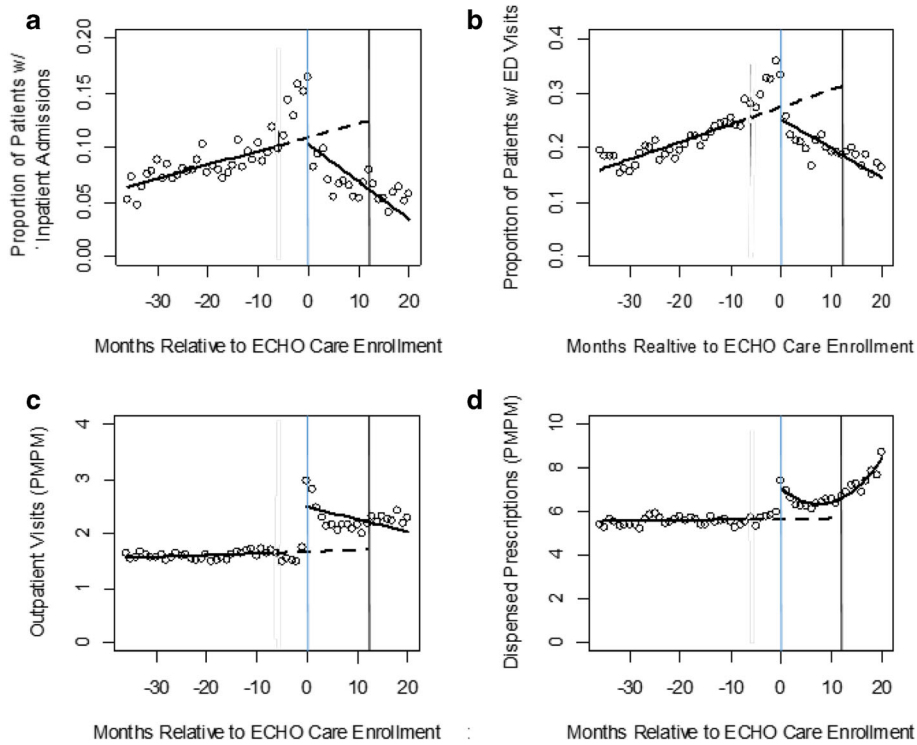 a
Proportion of Patients w/
' Inpatient Admissions
0.20
0.15
0.10
0.05
0.00
-30 -20 -10 0 10 20
Months Relative to ECHO Care Enrollment
b
Proporiton of Patients w/ ED Visits
0.4
0.3
0.2
0.1
0.0
-30 -20 -10 0 10 20
Months Realtive to ECHO Care Enrollment
c
Outpatient Visits (PMPM)
4
3
2
1
0
-30 -20 -10 0 10 20
Months Relative to ECHO Care Enrollment :
d
Dispensed Prescriptions (PMPM)
10
8
6
4
2
0
-30 -20 -10 0 10 20
Months Relative to ECHO Care Enrollment